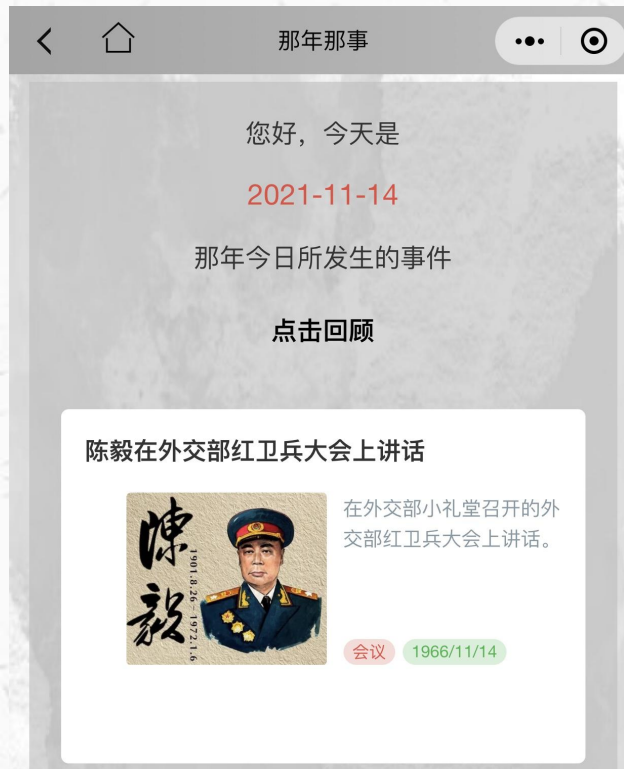 那年那事
您好，今天是
2021-11-14
那年今日所发生的事件
点击回顾
陈毅在外交部红卫兵大会上讲话
陳毅
1901.8.26-1972.1.6
在外交部小礼堂召开的外
交部红卫兵大会上讲话。
会议 1966/11/14